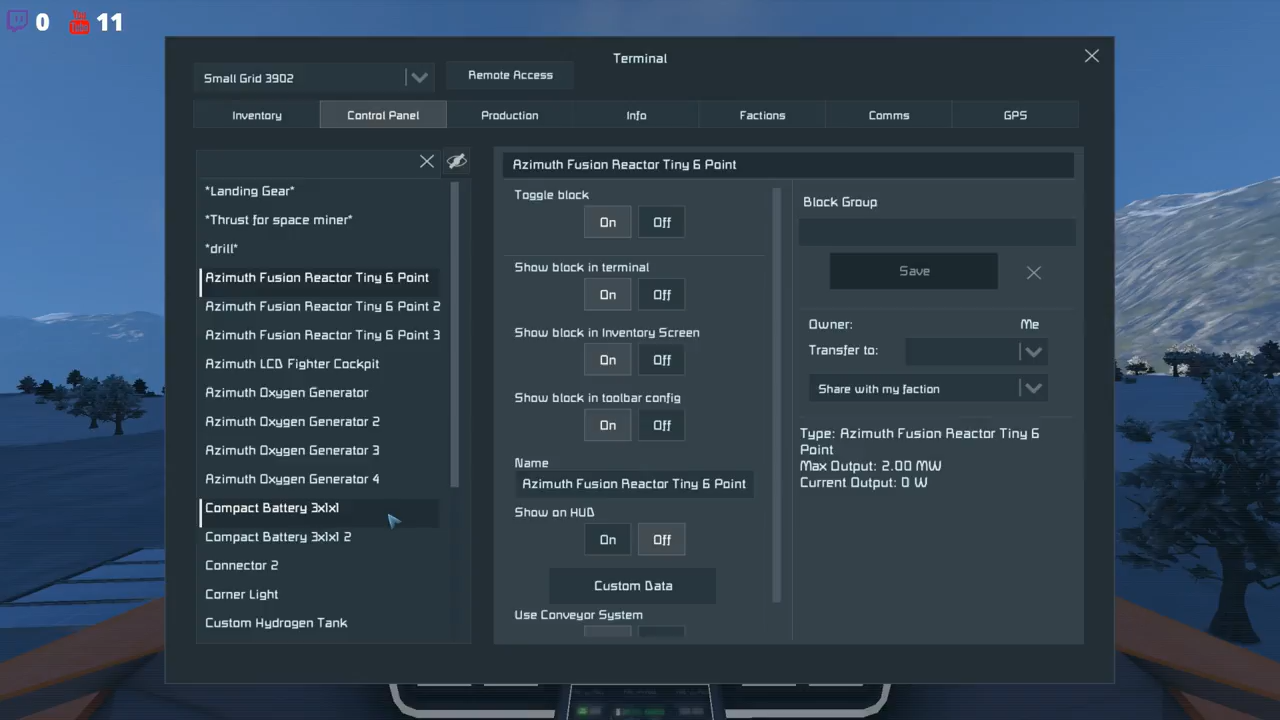 0
You
Tube
11
Terminal
Small Grid 3902
Remote Access
Inventory
Control Panel
Production
Info
Factions
Comms
GPS
*Landing Gear*
*Thrust for space miner*
*drill*
Azimuth Fusion Reactor Tiny 6 Point
Azimuth Fusion Reactor Tiny 6 Point 2
Azimuth Fusion Reactor Tiny 6 Point 3
Azimuth LCD Fighter Cockpit
Azimuth Oxygen Generator
Azimuth Oxygen Generator 2
Azimuth Oxygen Generator 3
Azimuth Oxygen Generator 4
Compact Battery 3x1x1
Compact Battery 3x1x1 2
Connector 2
Corner Light
Custom Hydrogen Tank
Azimuth Fusion Reactor Tiny 6 Point
Toggle block
On
Off
Show block in terminal
On
Off
Show block in Inventory Screen
On
Off
Show block in toolbar config
On
Off
Name
Azimuth Fusion Reactor Tiny 6 Point
Show on HUD
On
Off
Custom Data
Use Conveyor System
Block Group
Save
Owner:
Me
Transfer to:
Share with my faction
Type: Azimuth Fusion Reactor Tiny 6
Point
Max Output: 2.00 MW
Current Output: 0 W